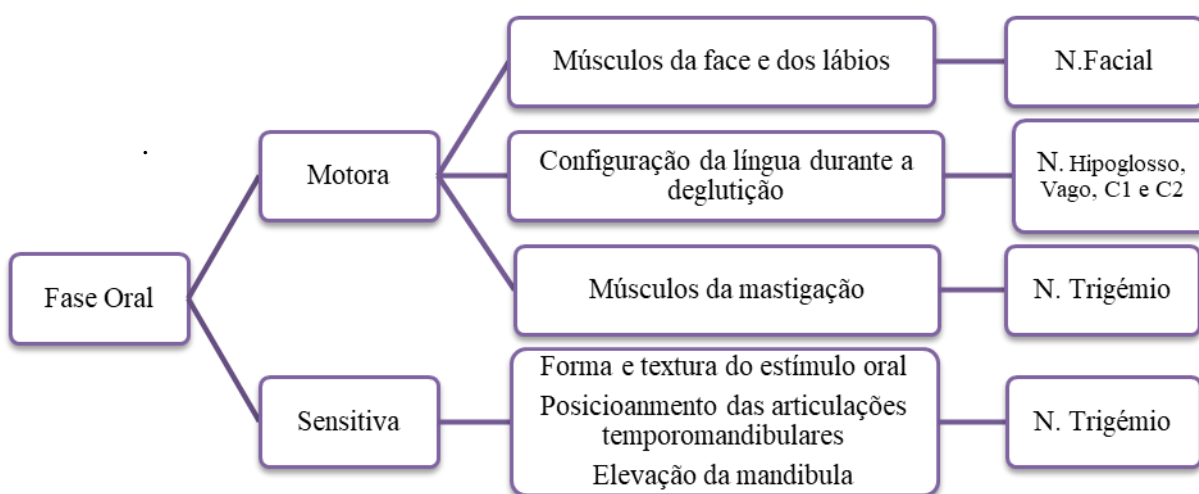 Fase Oral
Motora
Músculos da face e dos lábios
N.Facial
Configuração da língua durante a
deglutição
N. Hipoglosso,
Vago, C1 e C2
Músculos da mastigação
N. Trigémio
Sensitiva
Forma e textura do estímulo oral
Posicioanmento das articulações
temporomandibulares
Elevação da mandibula
N. Trigémio